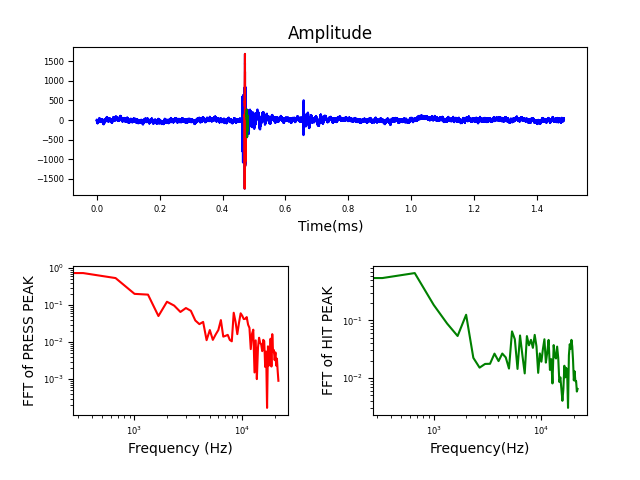 Amplitude
1500
1000
500
0
−500
−1000
−1500
0.0 0.2 0.4 0.6 0.8 1.0 1.2 1.4
Time(ms)
FFT of PRESS PEAK
10⁰
10⁻¹
10⁻²
10⁻³
10³ 10⁴
Frequency (Hz)
FFT of HIT PEAK
10⁻¹
10⁻²
10³ 10⁴
Frequency(Hz)